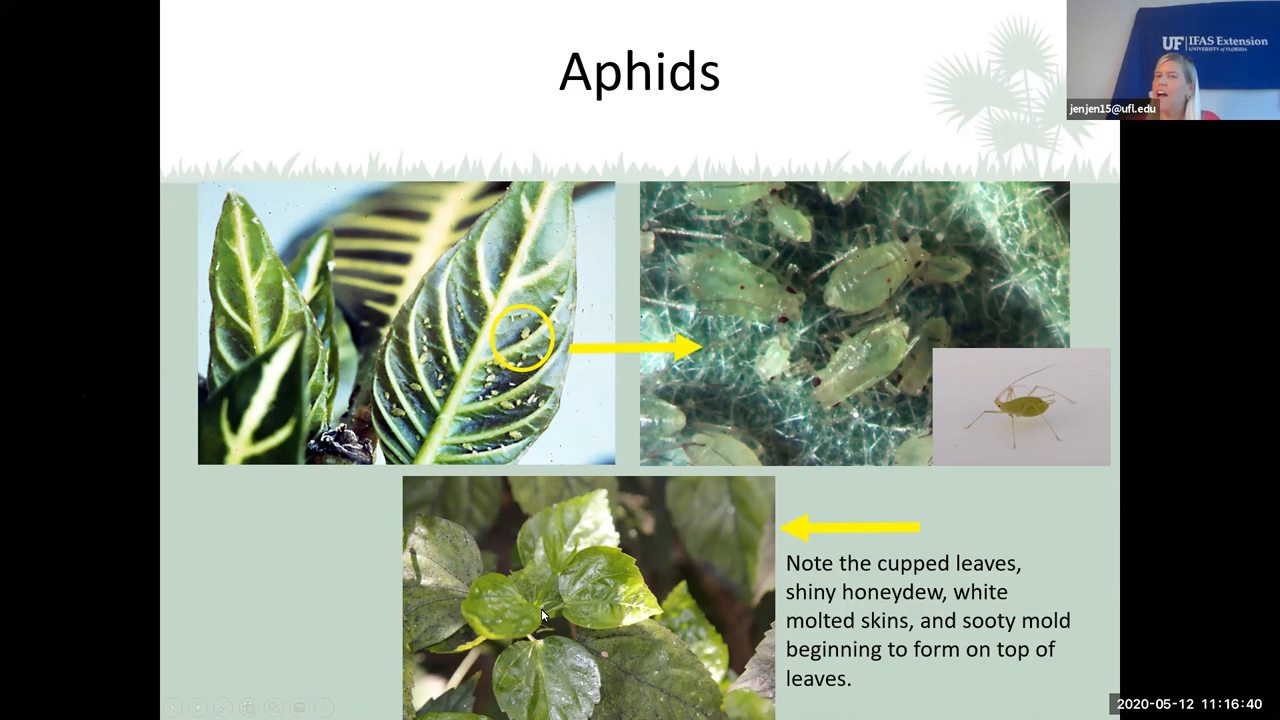 Aphids
UF IFAS Extension
UNIVERSITY of FLORIDA
jenjen15@ufl.edu
Note the cupped leaves,
shiny honeydew, white
molted skins, and sooty mold
beginning to form on top of
leaves.
2020-05-12 11:16:40